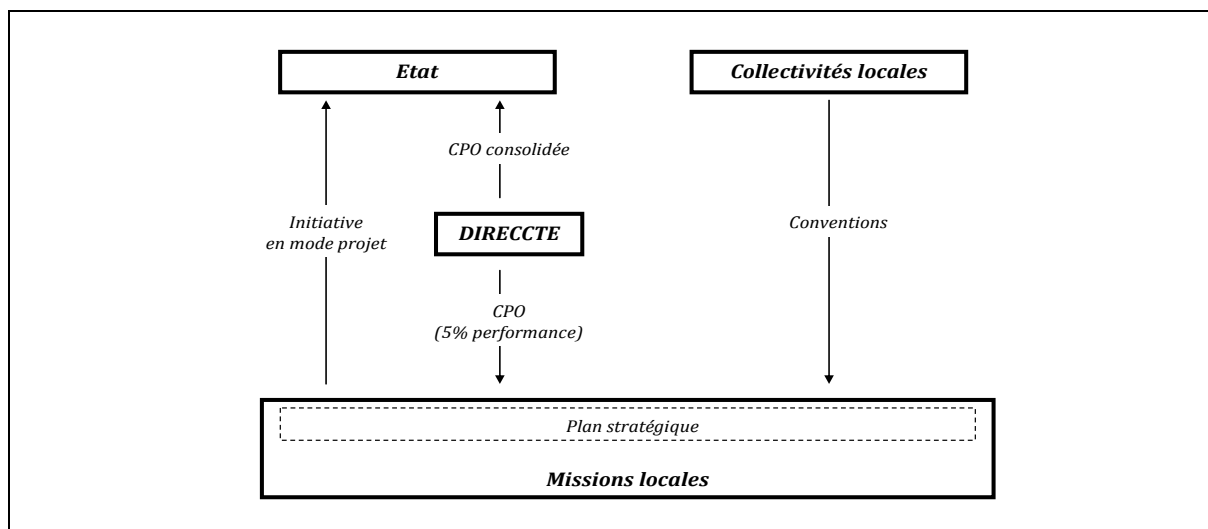 Etat
Collectivités locales
CPO consolidée
Initiative
en mode projet
DIRECCTE
Conventions
CPO
(5% performance)
Plan stratégique
Missions locales